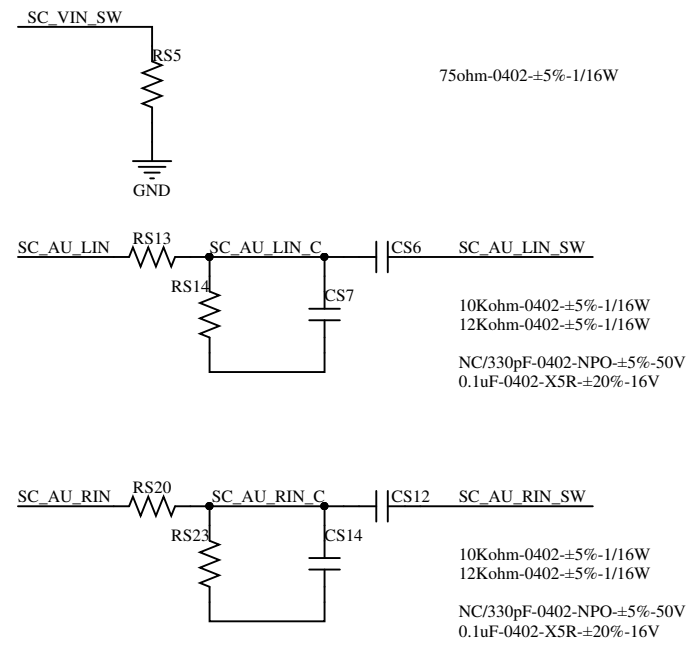 SC_VIN_SW
RS5
75ohm-0402-±5%-1/16W
GND
SC_AU_LIN
RS13
SC_AU_LIN_C
CS6
SC_AU_LIN_SW
RS14
CS7
10Kohm-0402-±5%-1/16W
12Kohm-0402-±5%-1/16W
NC/330pF-0402-NPO-±5%-50V
0.1uF-0402-X5R-±20%-16V
SC_AU_RIN
RS20
SC_AU_RIN_C
CS12
SC_AU_RIN_SW
RS23
CS14
10Kohm-0402-±5%-1/16W
12Kohm-0402-±5%-1/16W
NC/330pF-0402-NPO-±5%-50V
0.1uF-0402-X5R-±20%-16V